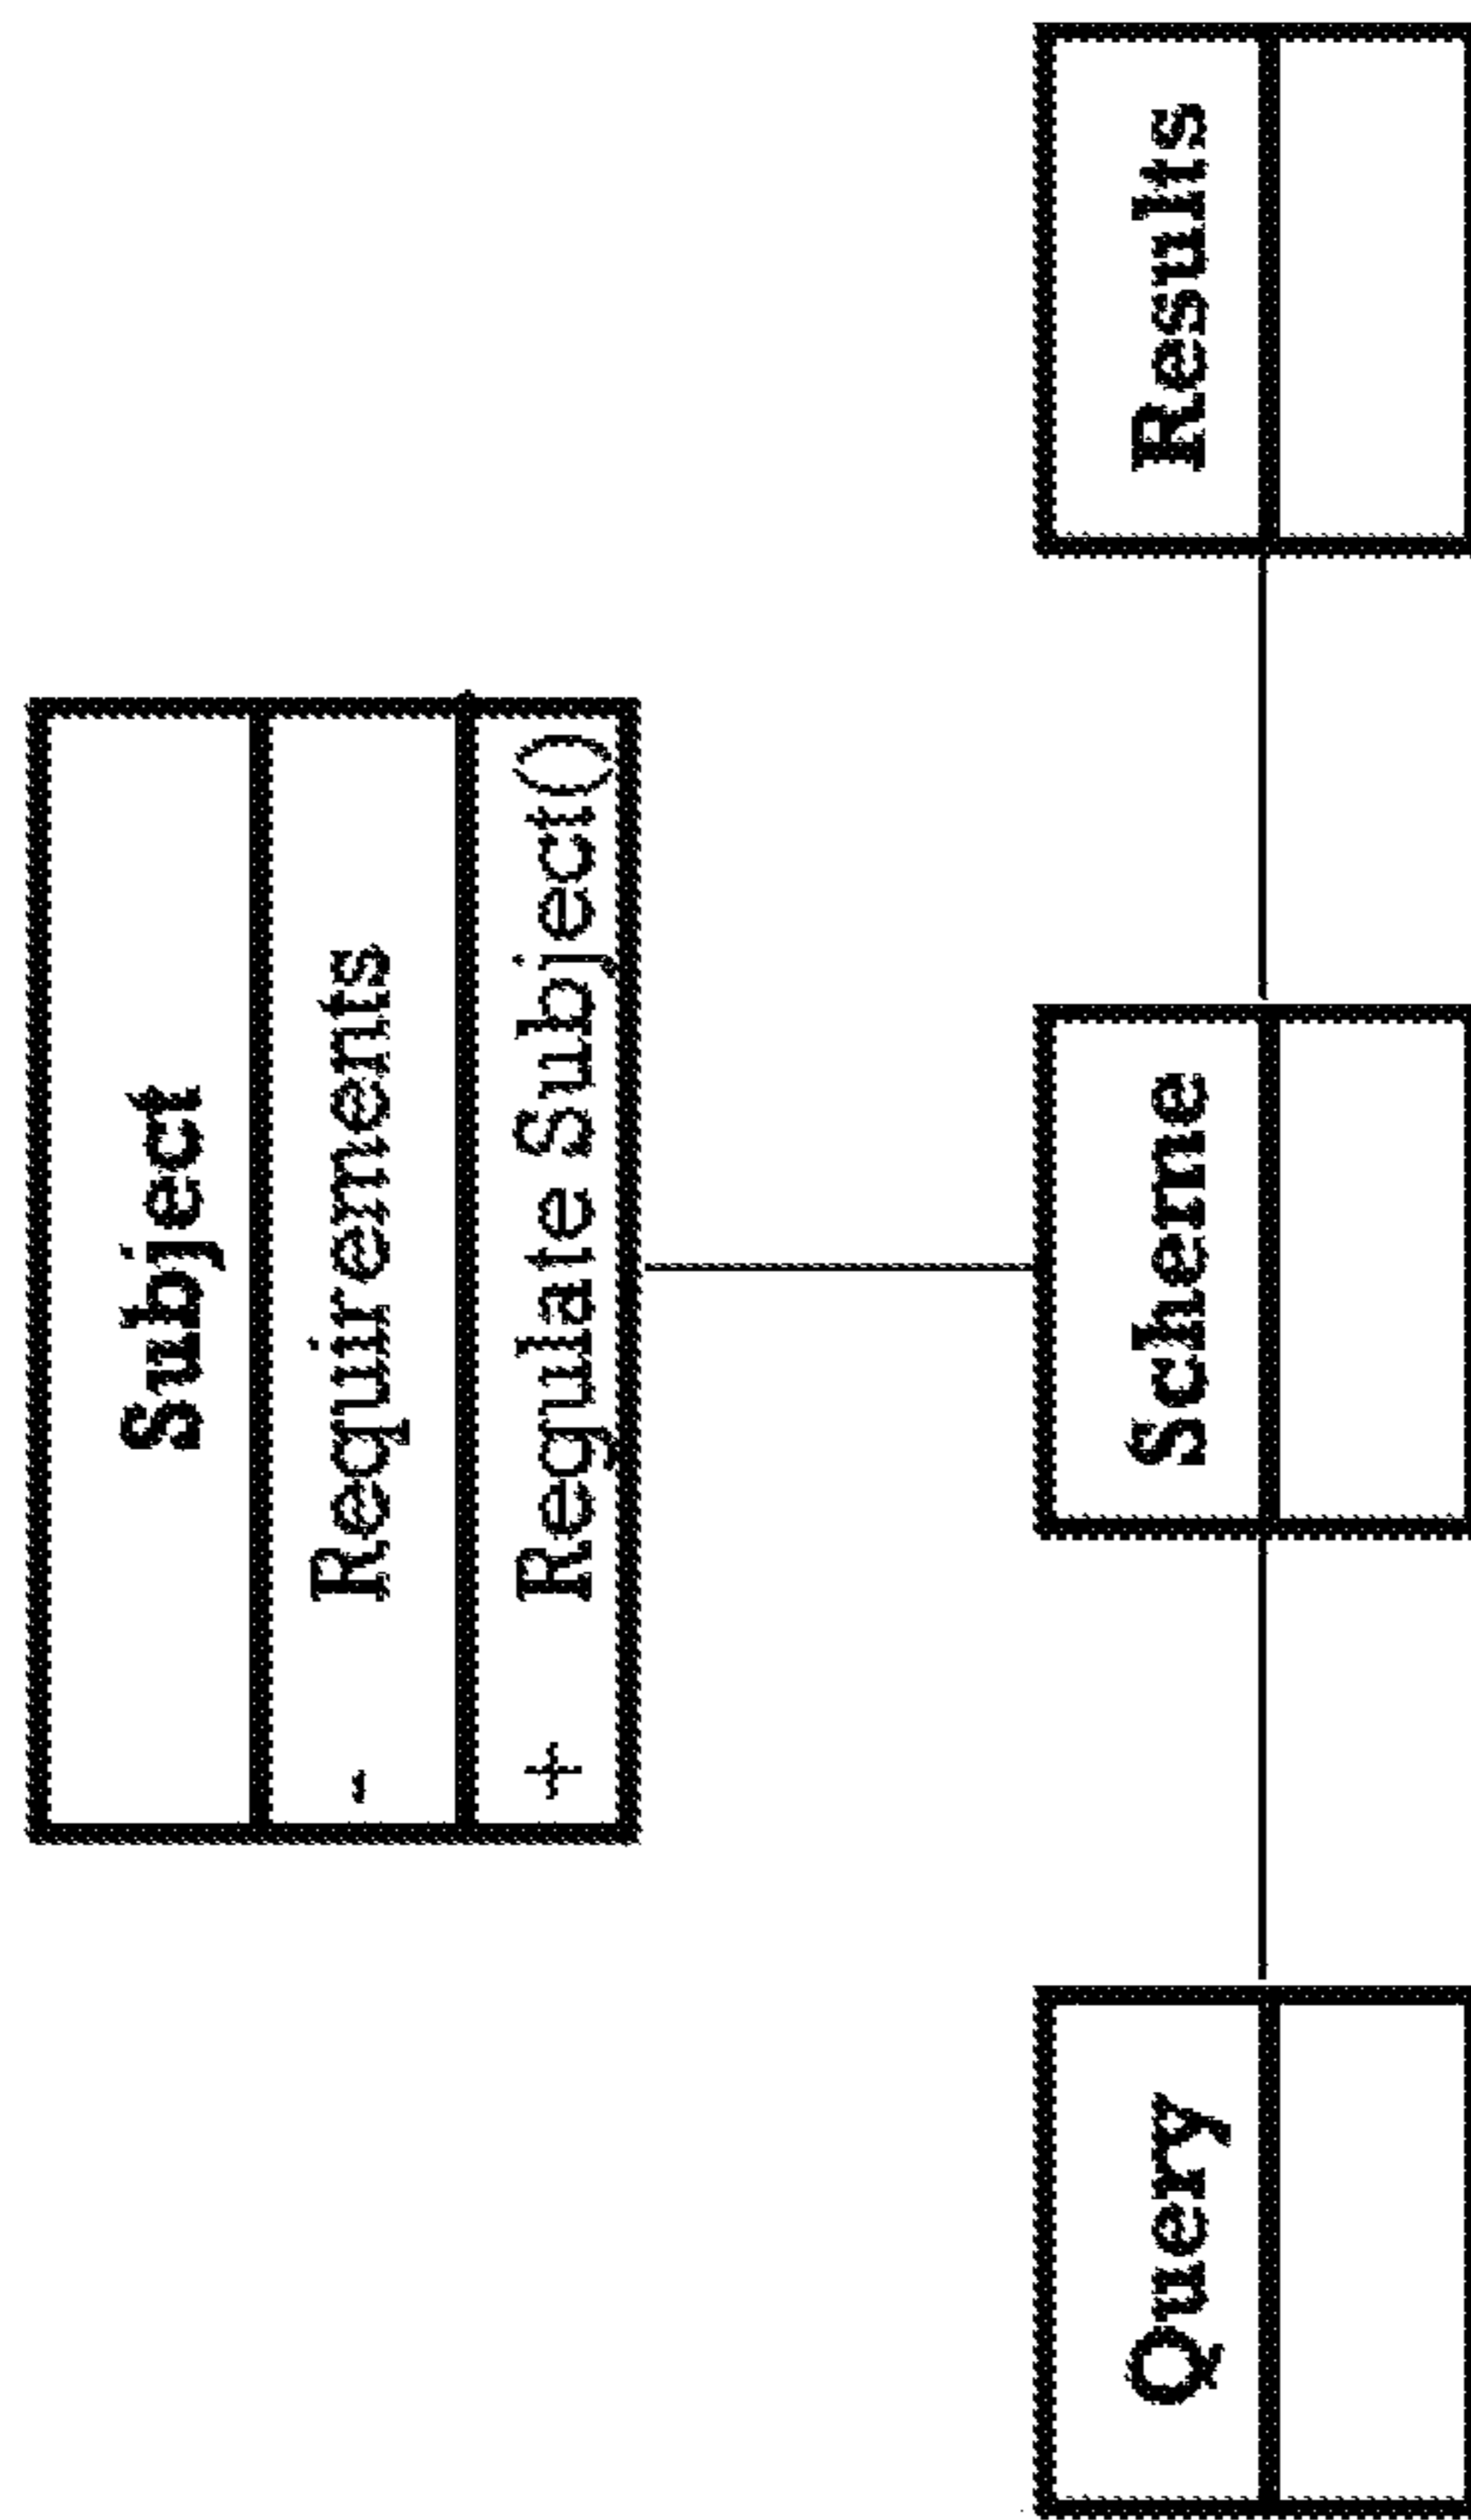 Subject
- Requirements
+ Regulate Subject()
Query
Scheme
Results